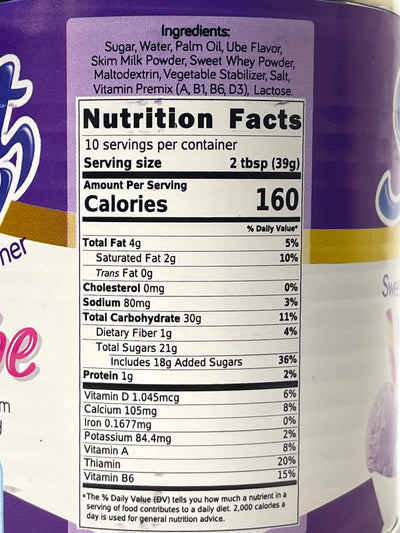 Ingredients:
Sugar, Water, Palm Oil, Ube Flavor,
Skim Milk Powder, Sweet Whey Powder,
Maltodextrin, Vegetable Stabilizer, Salt,
Vitamin Premix (A, B1, B6, D3), Lactose.
Nutrition Facts
10 servings per container
Serving size 2 tbsp (39g)
Amount Per Serving
Calories 160
% Daily Value*
Total Fat 4g 5%
Saturated Fat 2g 10%
Trans Fat 0g
Cholesterol 0mg 0%
Sodium 80mg 3%
Total Carbohydrate 30g 11%
Dietary Fiber 1g 4%
Total Sugars 21g
Includes 18g Added Sugars 36%
Protein 1g 2%
Vitamin D 1.045mcg 6%
Calcium 105mg 8%
Iron 0.1677mg 0%
Potassium 84.4mg 2%
Vitamin A 8%
Thiamin 20%
Vitamin B6 15%
*The % Daily Value (DV) tells you how much a nutrient in a
serving of food contributes to a daily diet. 2,000 calories a
day is used for general nutrition advice.